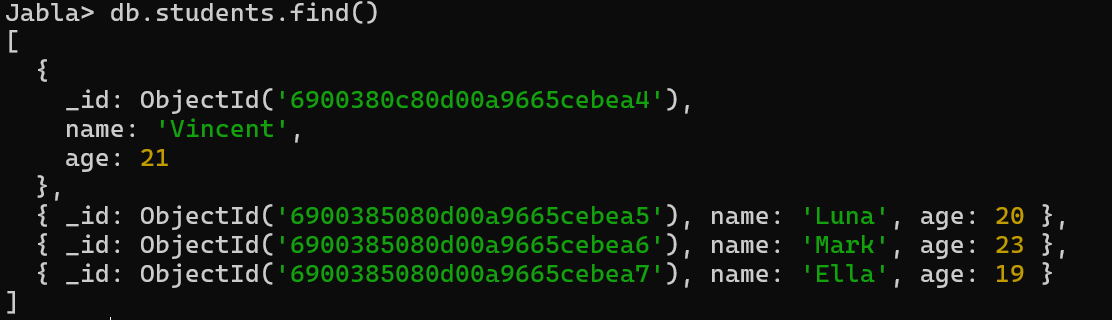 Jabla> db.students.find()
[
  {
    _id: ObjectId('6900380c80d00a9665cebea4'),
    name: 'Vincent',
    age: 21
  },
  { _id: ObjectId('6900385080d00a9665cebea5'), name: 'Luna', age: 20 },
  { _id: ObjectId('6900385080d00a9665cebea6'), name: 'Mark', age: 23 },
  { _id: ObjectId('6900385080d00a9665cebea7'), name: 'Ella', age: 19 }
]